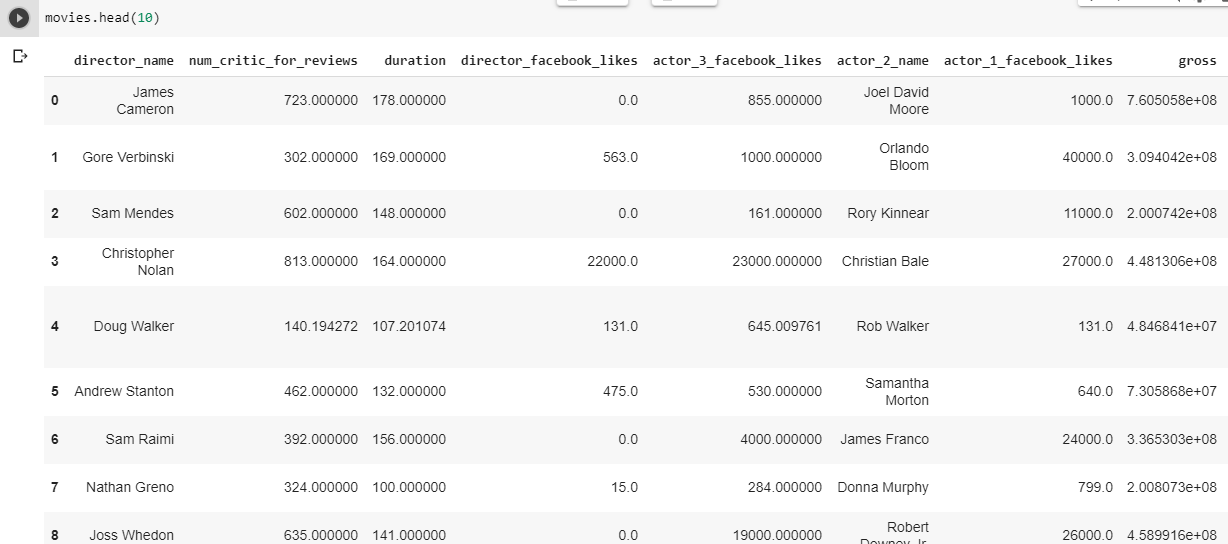 movies.head(10)
director_name num_critic_for_reviews duration director_facebook_likes actor_3_facebook_likes actor_2_name actor_1_facebook_likes gross
0 James Cameron 723.000000 178.000000 0.0 855.000000 Joel David Moore 1000.0 7.605058e+08
1 Gore Verbinski 302.000000 169.000000 563.0 1000.000000 Orlando Bloom 40000.0 3.094042e+08
2 Sam Mendes 602.000000 148.000000 0.0 161.000000 Rory Kinnear 11000.0 2.000742e+08
3 Christopher Nolan 813.000000 164.000000 22000.0 23000.000000 Christian Bale 27000.0 4.481306e+08
4 Doug Walker 140.194272 107.201074 131.0 645.009761 Rob Walker 131.0 4.846841e+07
5 Andrew Stanton 462.000000 132.000000 475.0 530.000000 Samantha Morton 640.0 7.305868e+07
6 Sam Raimi 392.000000 156.000000 0.0 4000.000000 James Franco 24000.0 3.365303e+08
7 Nathan Greno 324.000000 100.000000 15.0 284.000000 Donna Murphy 799.0 2.008073e+08
8 Joss Whedon 635.000000 141.000000 0.0 19000.000000 Robert Downey Jr. 26000.0 4.589916e+08